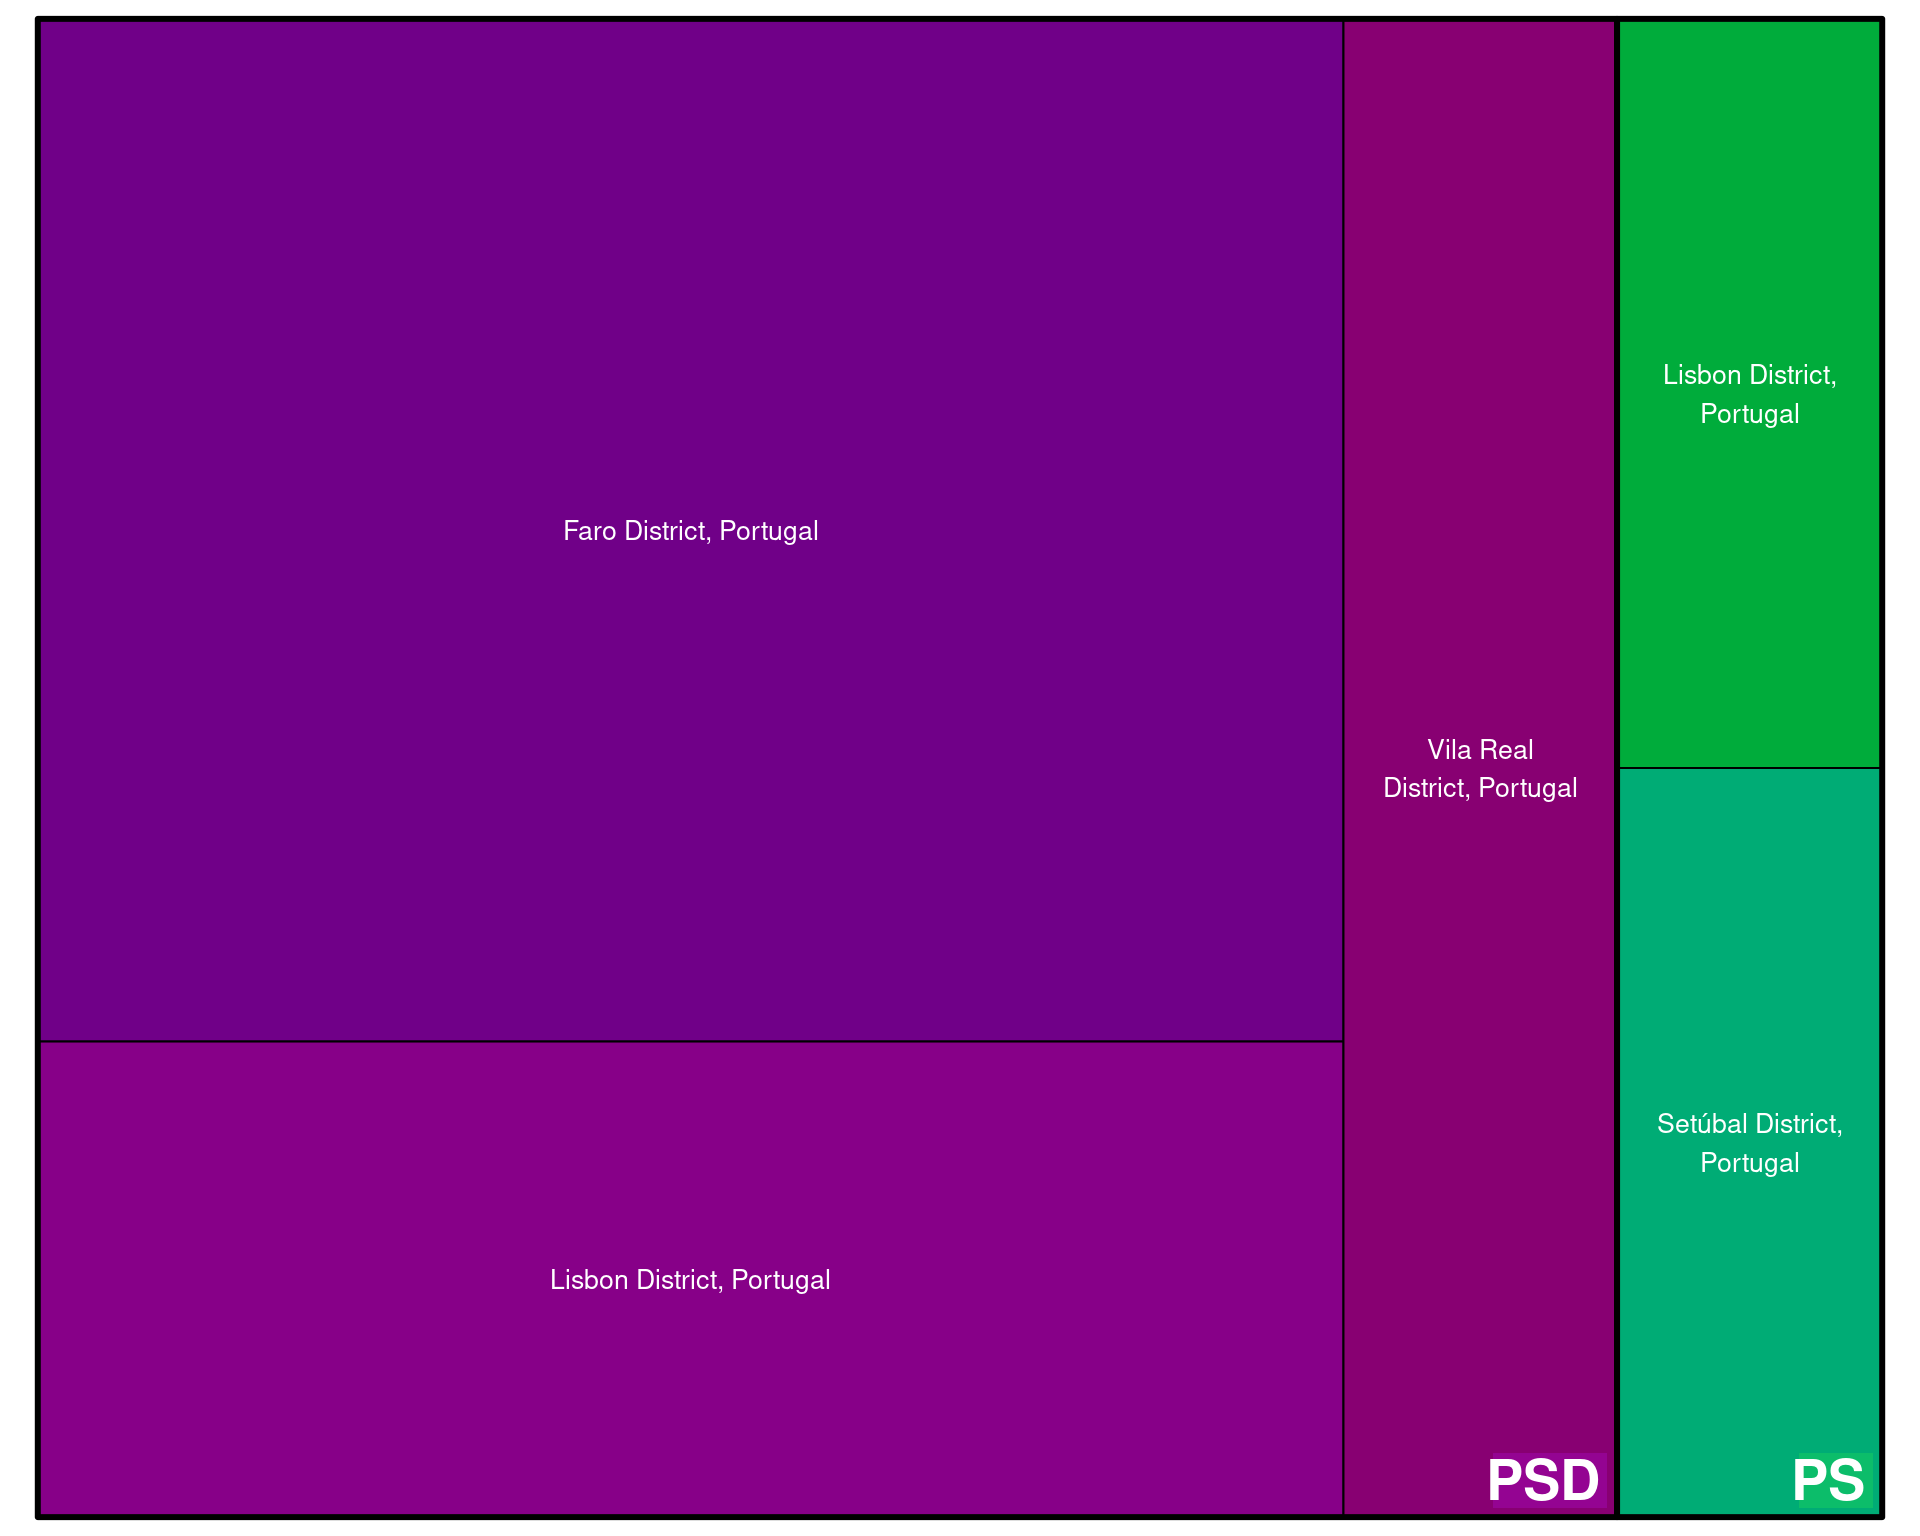 Faro District, Portugal
Lisbon District, Portugal
Vila Real
District, Portugal
PSD
Lisbon District,
Portugal
Setúbal District,
Portugal
PS